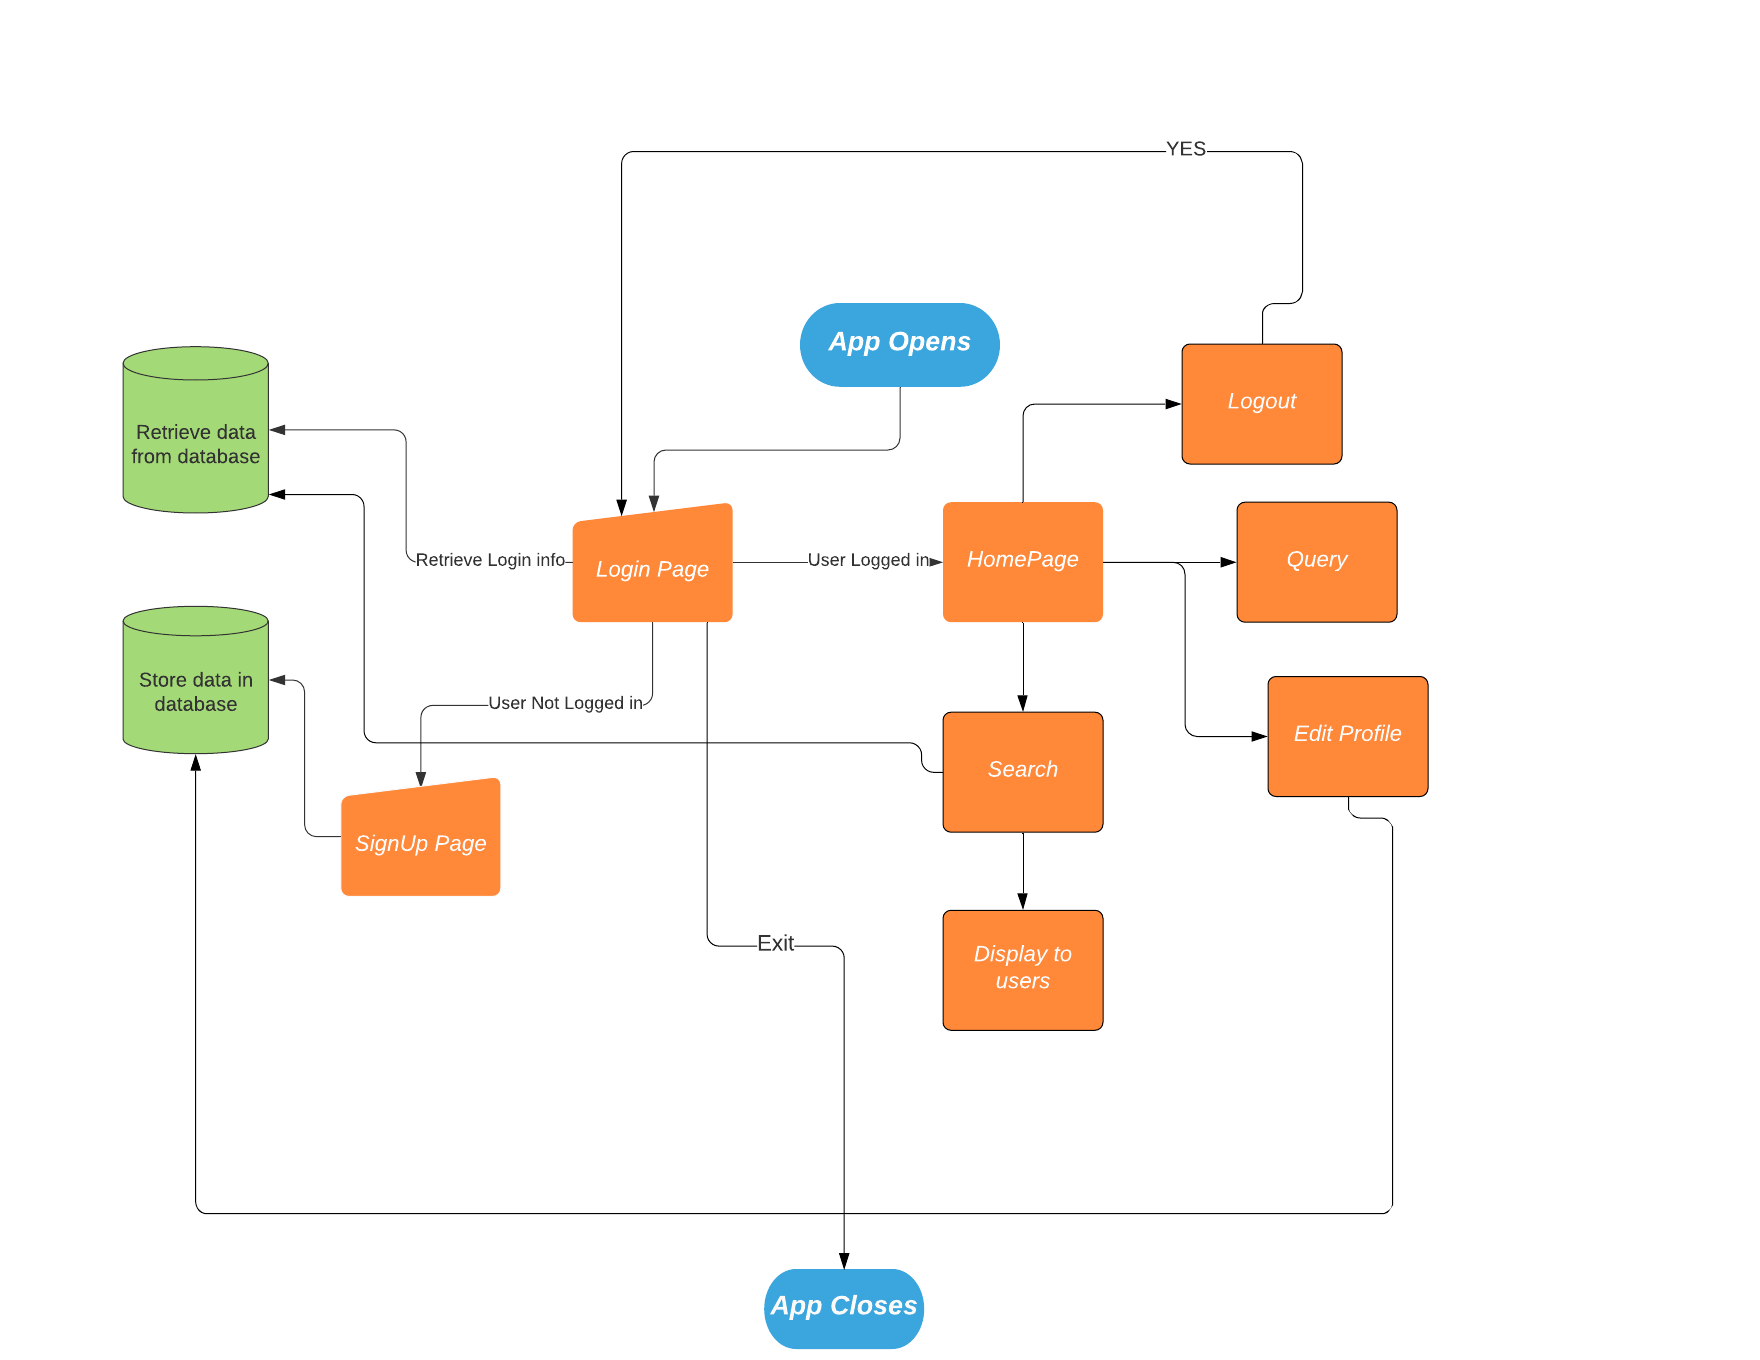 YES
App Opens
Logout
Retrieve data
from database
Retrieve Login info
Login Page
User Logged in
HomePage
Query
Store data in
database
User Not Logged in
Search
Edit Profile
SignUp Page
Exit
Display to
users
App Closes